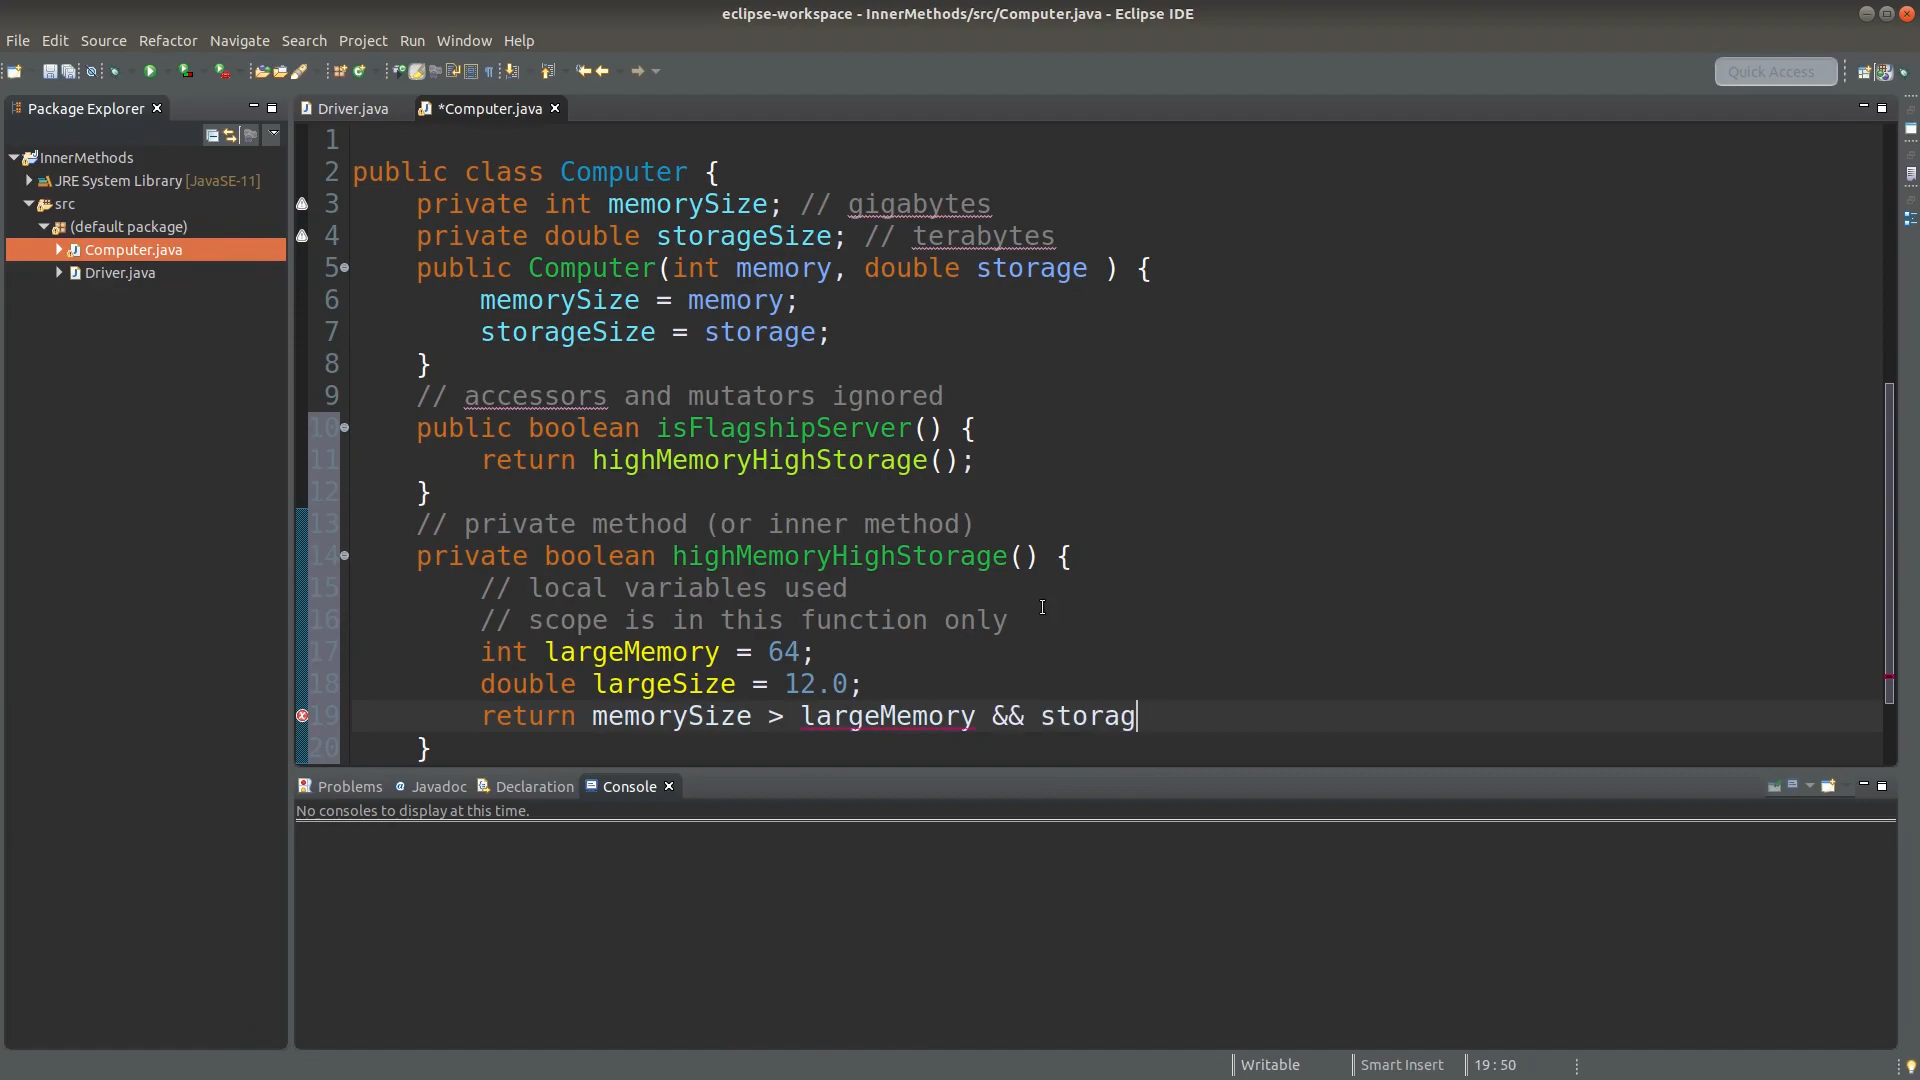 eclipse-workspace - InnerMethods/src/Computer.java - Eclipse IDE
File Edit Source Refactor Navigate Search Project Run Window Help
Quick Access
Package Explorer
Driver.java *Computer.java
InnerMethods
JRE System Library [JavaSE-11]
src
(default package)
Computer.java
Driver.java
1
2 public class Computer {
3 private int memorySize; // gigabytes
4 private double storageSize; // terabytes
5 public Computer(int memory, double storage ) {
6 memorySize = memory;
7 storageSize = storage;
8 }
9 // accessors and mutators ignored
10 public boolean isFlagshipServer() {
11 return highMemoryHighStorage();
12 }
13 // private method (or inner method)
14 private boolean highMemoryHighStorage() {
15 // local variables used
16 // scope is in this function only
17 int largeMemory = 64;
18 double largeSize = 12.0;
19 return memorySize > largeMemory && storag
20 }
Problems Javadoc Declaration Console
No consoles to display at this time.
Writable Smart Insert 19 : 50